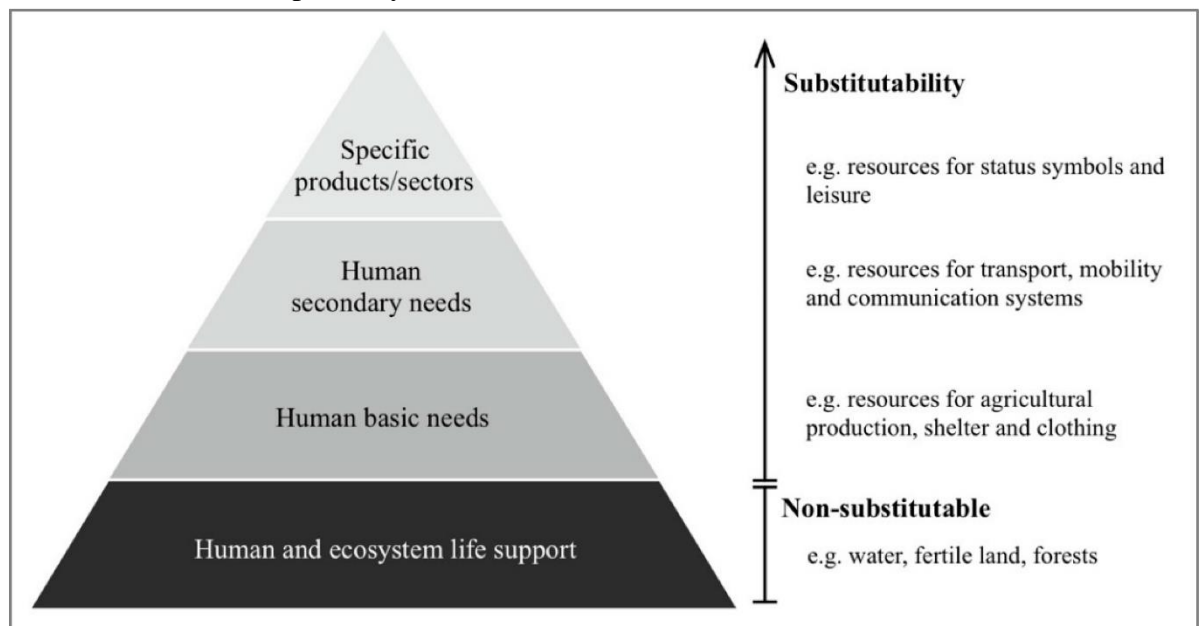 Specific
products/sectors
Human
secondary needs
Human basic needs
Human and ecosystem life support
Substitutability
e.g. resources for status symbols and
leisure
e.g. resources for transport, mobility
and communication systems
e.g. resources for agricultural
production, shelter and clothing
Non-substitutable
e.g. water, fertile land, forests